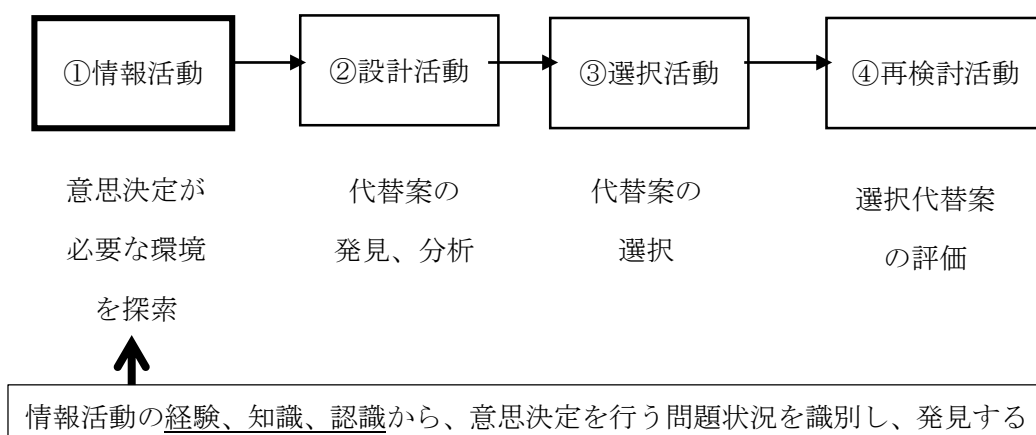 ①情報活動
②設計活動
③選択活動
④再検討活動
意思決定が
必要な環境
を探索
代替案の
発見、分析
代替案の
選択
選択代替案
の評価
情報活動の経験、知識、認識から、意思決定を行う問題状況を識別し、発見する